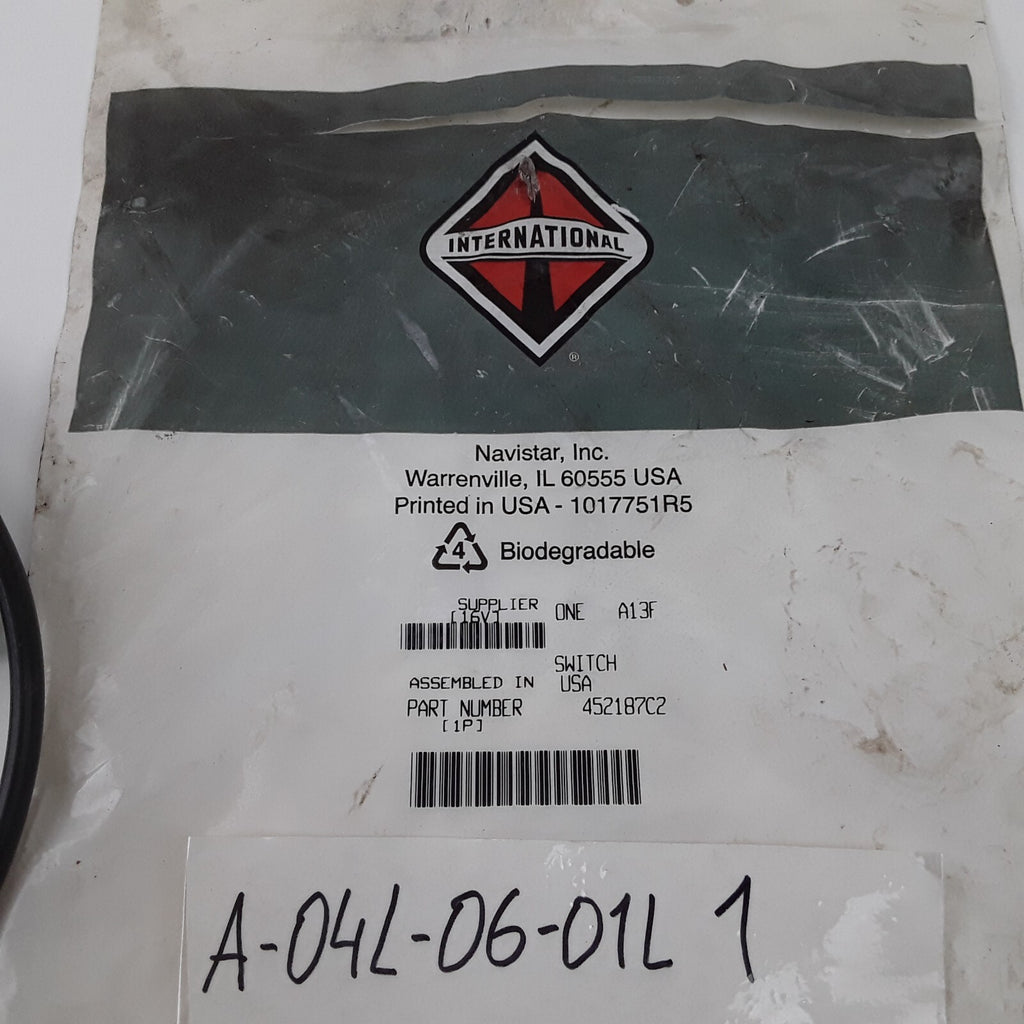 INTERNATIONAL
®
Navistar, Inc.
Warrenville, IL 60555 USA
Printed in USA - 1017751R5
4 Biodegradable
SUPPLIER ONE A13F
[16V]
SWITCH
ASSEMBLED IN USA
PART NUMBER 452187C2
[1P]
A-04L-06-01L 1